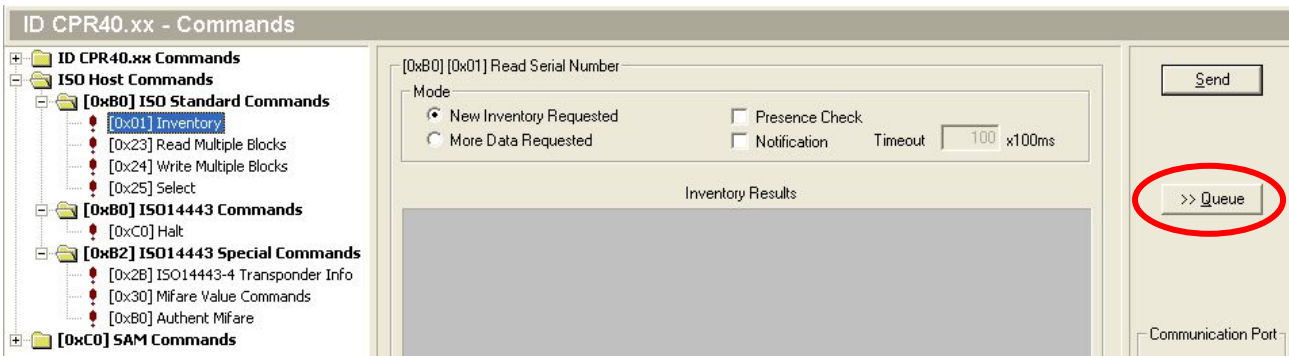 ID CPR40.xx - Commands
ID CPR40.xx Commands
ISO Host Commands
[0xB0] ISO Standard Commands
[0x01] Inventory
[0x23] Read Multiple Blocks
[0x24] Write Multiple Blocks
[0x25] Select
[0xB0] ISO14443 Commands
[0xC0] Halt
[0xB2] ISO14443 Special Commands
[0x2B] ISO14443-4 Transponder Info
[0x30] Mifare Value Commands
[0xB0] Authent Mifare
[0xC0] SAM Commands
[0xB0] [0x01] Read Serial Number
Mode
New Inventory Requested
Presence Check
More Data Requested
Notification Timeout 100 x100ms
Inventory Results
Send
>> Queue
Communication Port